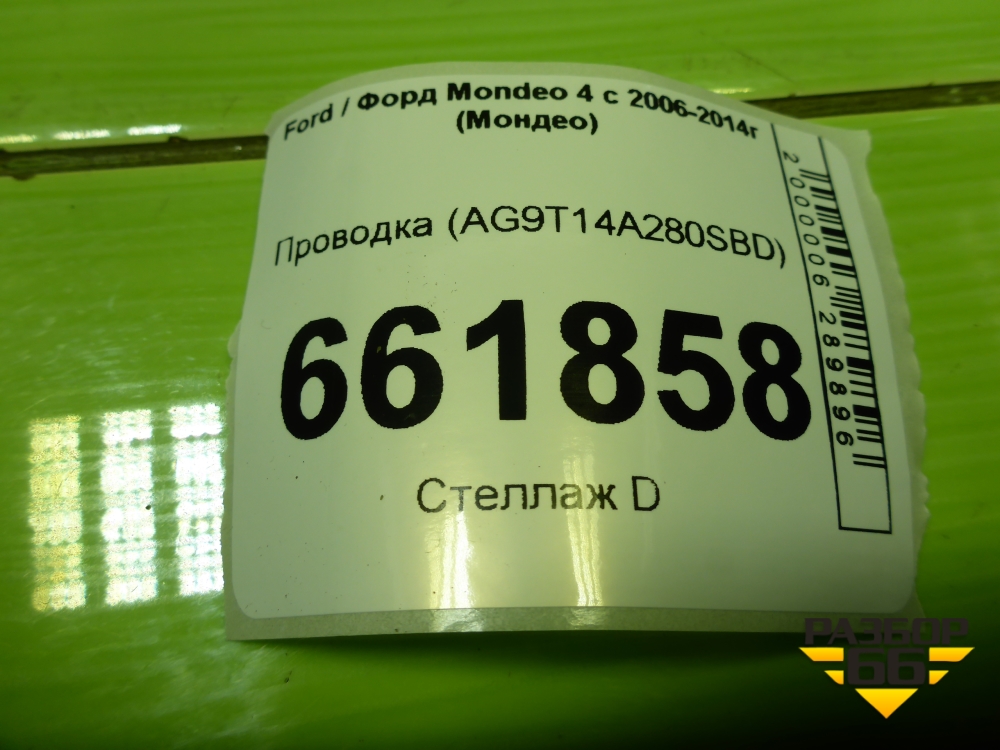 Ford / Форд Mondeo 4 с 2006-2014г
(Мондео)
Проводка (AG9T14A280SBD)
661858
Стеллаж D
2000006289896
РАЗБОР
66